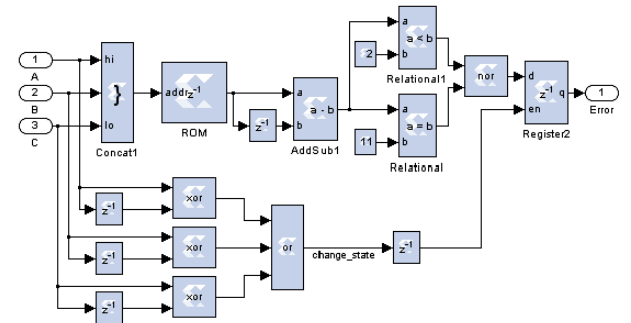 1
A
2
B
3
C
hi
lo
}
Concat1
addr z⁻¹
ROM
z⁻¹
a
b
a - b
AddSub1
2
a
b
a < b
Relational1
11
a
b
a = b
Relational
nor
d
en
z⁻¹ q
Register2
1
Error
z⁻¹
xor
z⁻¹
xor
z⁻¹
xor
or
change_state
z⁻¹